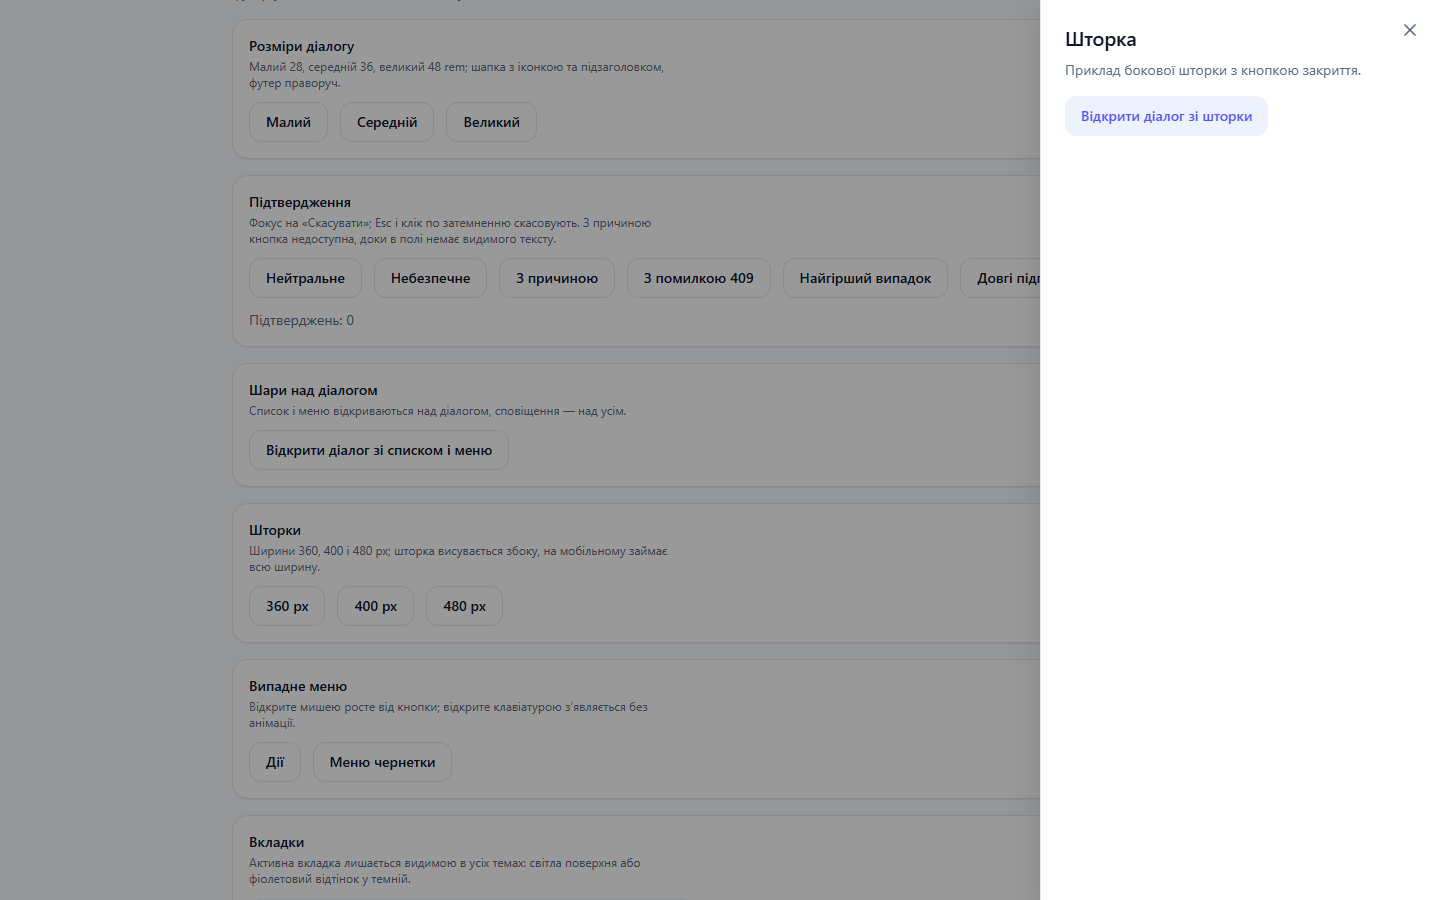 Розміри діалогу
Малий 28, середній 36, великий 48 rem; шапка з іконкою та підзаголовком,
футер праворуч.
Малий
Середній
Великий
Підтвердження
Фокус на «Скасувати»; Esc і клік по затемненню скасовують. З причиною
кнопка недоступна, доки в полі немає видимого тексту.
Нейтральне
Небезпечне
З причиною
З помилкою 409
Найгірший випадок
Довгі
Підтверджень: 0
Шари над діалогом
Список і меню відкриваються над діалогом, сповіщення — над усім.
Відкрити діалог зі списком і меню
Шторки
Ширини 360, 400 і 480 px; шторка висувається збоку, на мобільному займає
всю ширину.
360 px
400 px
480 px
Випадне меню
Відкрите мишею росте від кнопки; відкрите клавіатурою з'являється без
анімації.
Дії
Меню чернетки
Вкладки
Активна вкладка лишається видимою в усіх темах: світла поверхня або
фіолетовий відтінок у темній.
Шторка
Приклад бокової шторки з кнопкою закриття.
Відкрити діалог зі шторки